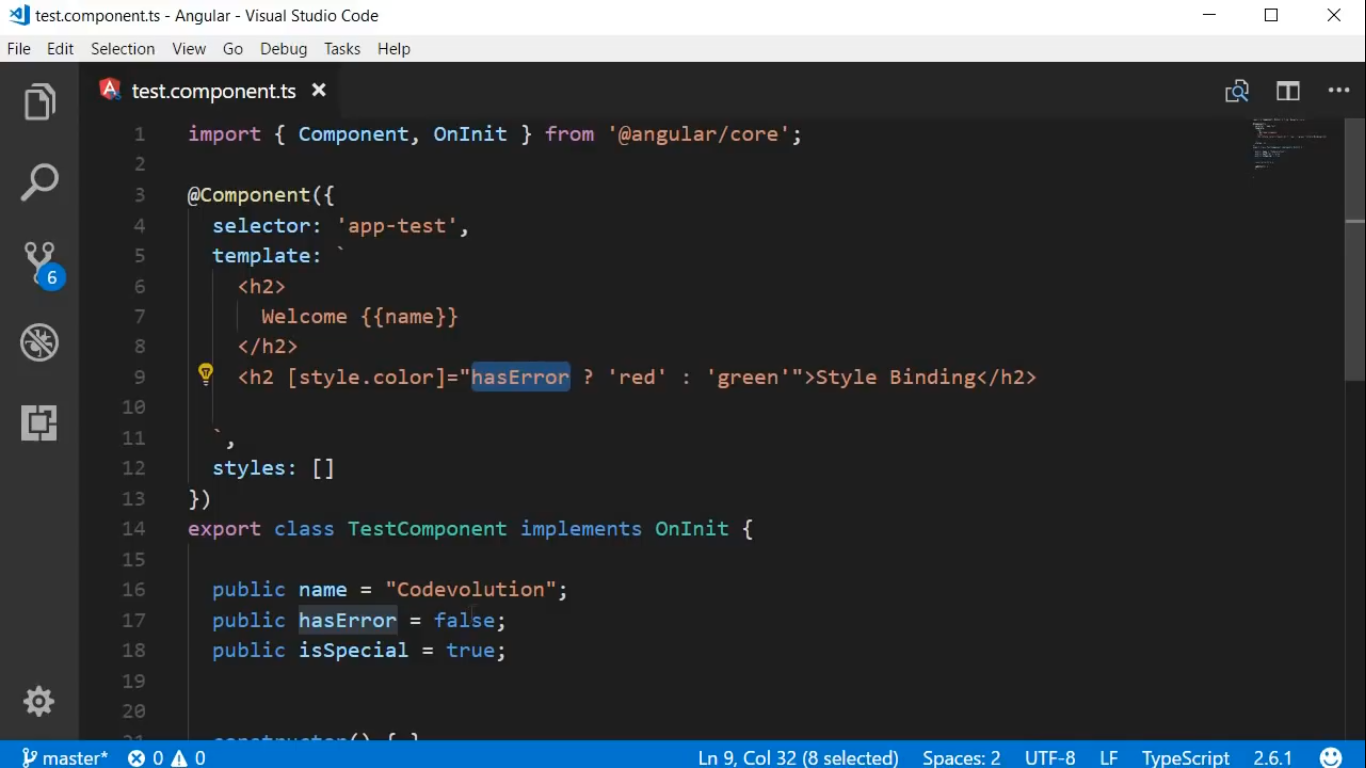 test.component.ts - Angular - Visual Studio Code
File Edit Selection View Go Debug Tasks Help
test.component.ts
1 import { Component, OnInit } from '@angular/core';
2
3 @Component({
4 selector: 'app-test',
5 template: `
6 <h2>
7 Welcome {{name}}
8 </h2>
9 <h2 [style.color]="hasError ? 'red' : 'green'">Style Binding</h2>
10
11 `,
12 styles: []
13 })
14 export class TestComponent implements OnInit {
15
16 public name = "Codevolution";
17 public hasError = false;
18 public isSpecial = true;
19
20
21 constructor() { }
6
master* 0 0 Ln 9, Col 32 (8 selected) Spaces: 2 UTF-8 LF TypeScript 2.6.1